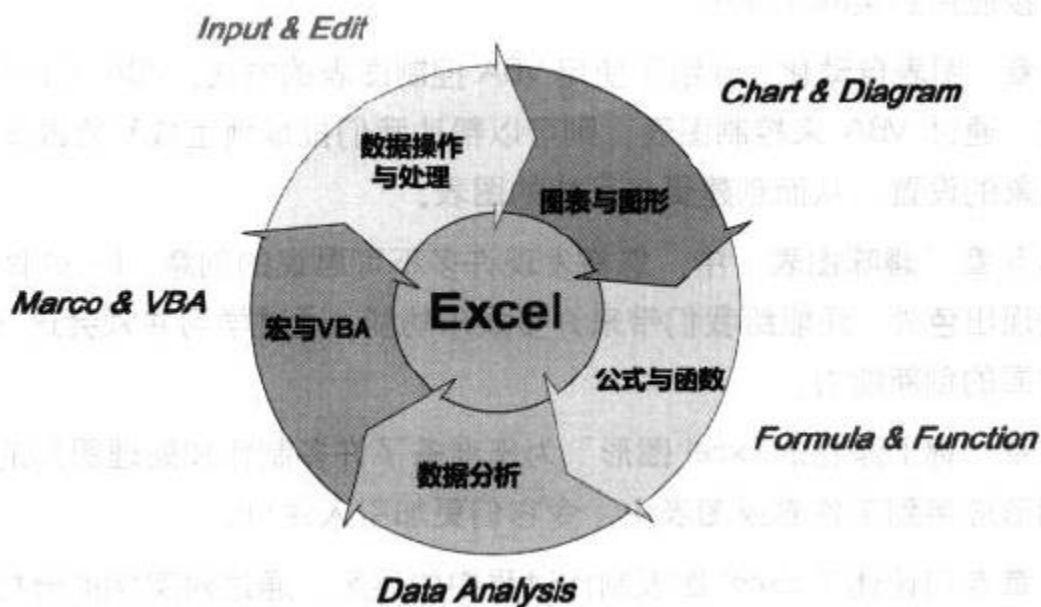 Input & Edit
Chart & Diagram
数据操作
与处理
图表与图形
Marco & VBA
Excel
宏与VBA
公式与函数
Formula & Function
数据分析
Data Analysis